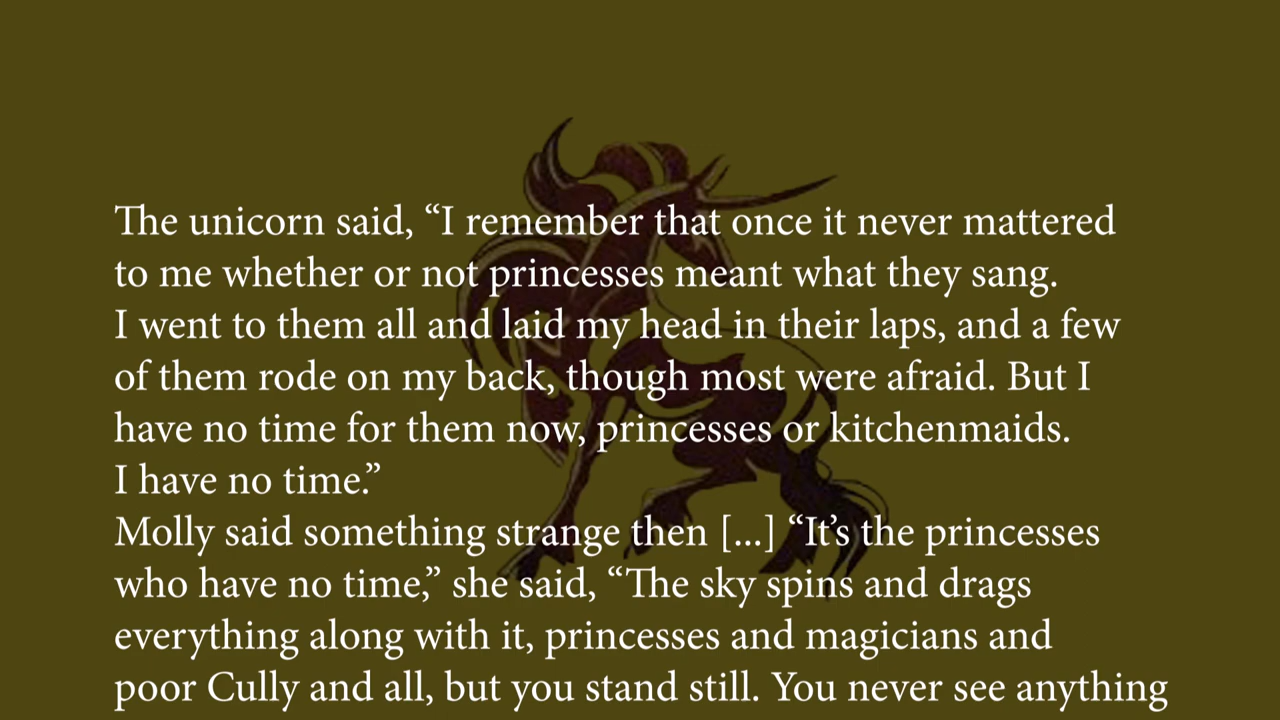 The unicorn said, “I remember that once it never mattered
to me whether or not princesses meant what they sang.
I went to them all and laid my head in their laps, and a few
of them rode on my back, though most were afraid. But I
have no time for them now, princesses or kitchenmaids.
I have no time.”
Molly said something strange then [...] “It’s the princesses
who have no time,” she said, “The sky spins and drags
everything along with it, princesses and magicians and
poor Cully and all, but you stand still. You never see anything